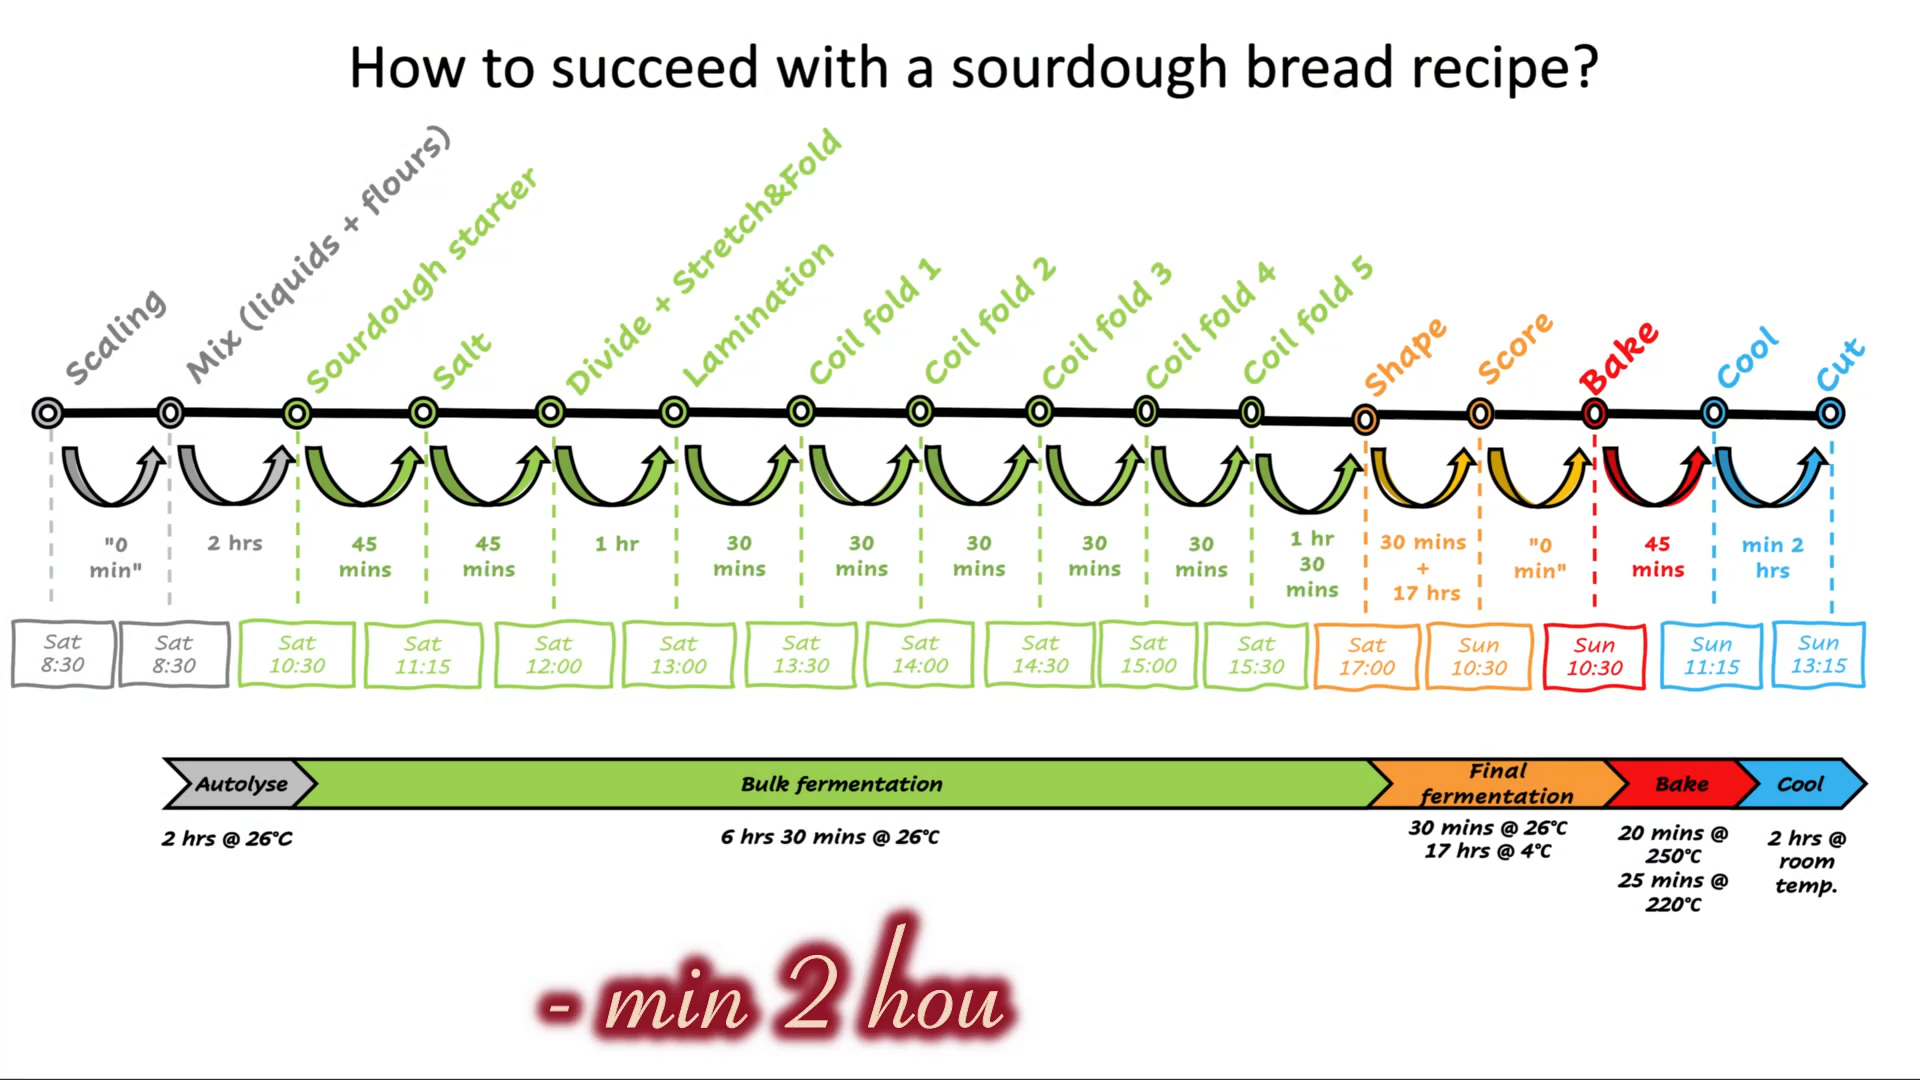 How to succeed with a sourdough bread recipe?
Scaling
Mix (liquids + flours)
Sourdough starter
Salt
Divide + Stretch&Fold
Lamination
Coil fold 1
Coil fold 2
Coil fold 3
Coil fold 4
Coil fold 5
Shape
Score
Bake
Cool
Cut
"0
min"
2 hrs
45
mins
45
mins
1 hr
30
mins
30
mins
30
mins
30
mins
30
mins
1 hr
30
mins
30 mins
+
17 hrs
"0
min"
45
mins
min 2
hrs
Sat
8:30
Sat
8:30
Sat
10:30
Sat
11:15
Sat
12:00
Sat
13:00
Sat
13:30
Sat
14:00
Sat
14:30
Sat
15:00
Sat
15:30
Sat
17:00
Sun
10:30
Sun
10:30
Sun
11:15
Sun
13:15
Autolyse
Bulk fermentation
Final
fermentation
Bake
Cool
2 hrs @ 26°C
6 hrs 30 mins @ 26°C
30 mins @ 26°C
17 hrs @ 4°C
20 mins @
250°C
25 mins @
220°C
2 hrs @
room
temp.
- min 2 hou